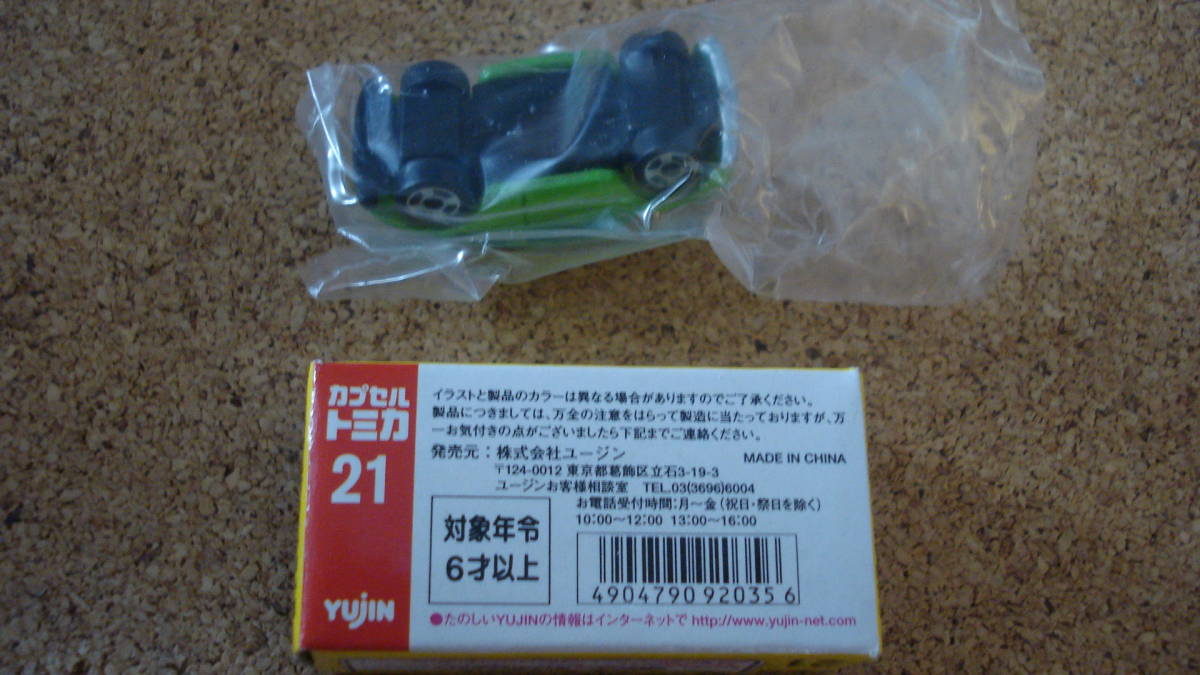 カプセル
トミカ
21
YUJIN
イラストと製品のカラーは異なる場合がありますのでご了承ください。
製品につきましては、万全の注意をはらって製造に当たっておりますが、万
一お気付きの点がございましたら下記までご連絡ください。
発売元：株式会社ユージン MADE IN CHINA
〒124-0012 東京都葛飾区立石3-19-3
ユージンお客様相談室 TEL.03(3696)6004
お電話受付時間：月〜金（祝日・祭日を除く）
10:00〜12:00 13:00〜16:00
対象年令
6才以上
4904790920356
●たのしいYUJINの情報はインターネットで http://www.yujin-net.com